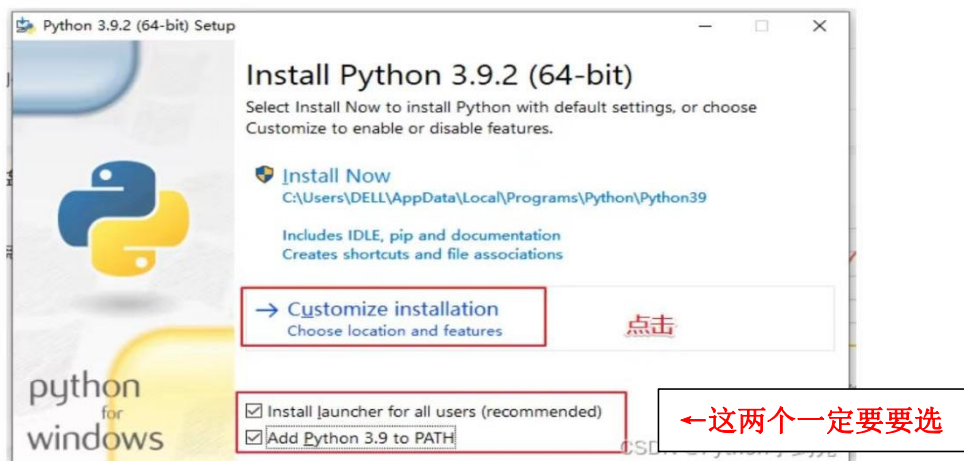 Python 3.9.2 (64-bit) Setup
Install Python 3.9.2 (64-bit)
Select Install Now to install Python with default settings, or choose
Customize to enable or disable features.
Install Now
C:\Users\DELL\AppData\Local\Programs\Python\Python39
Includes IDLE, pip and documentation
Creates shortcuts and file associations
→ Customize installation
Choose location and features
点击
python
for
windows
Install launcher for all users (recommended)
Add Python 3.9 to PATH
←这两个一定要要选
CSDN